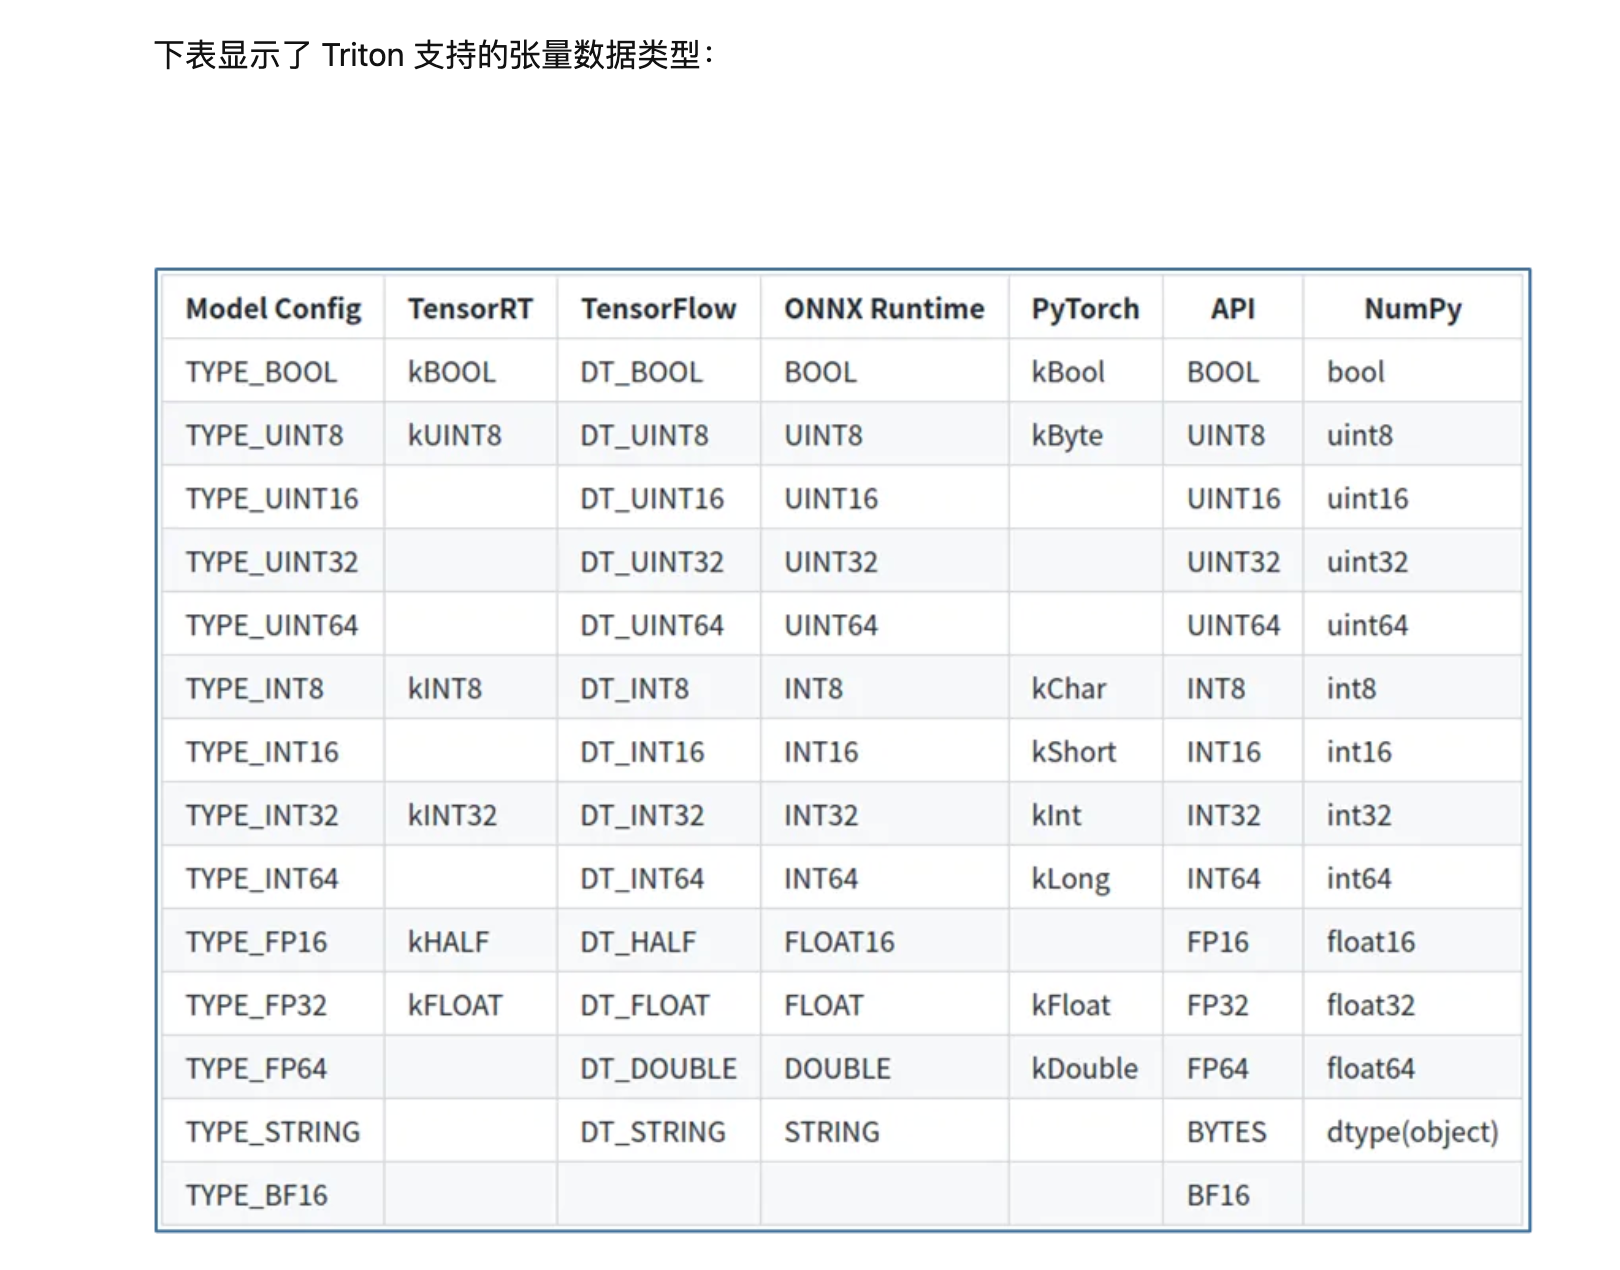 下表显示了 Triton 支持的张量数据类型：
Model Config TensorRT TensorFlow ONNX Runtime PyTorch API NumPy
TYPE_BOOL kBOOL DT_BOOL BOOL kBool BOOL bool
TYPE_UINT8 kUINT8 DT_UINT8 UINT8 kByte UINT8 uint8
TYPE_UINT16 DT_UINT16 UINT16 UINT16 uint16
TYPE_UINT32 DT_UINT32 UINT32 UINT32 uint32
TYPE_UINT64 DT_UINT64 UINT64 UINT64 uint64
TYPE_INT8 kINT8 DT_INT8 INT8 kChar INT8 int8
TYPE_INT16 DT_INT16 INT16 kShort INT16 int16
TYPE_INT32 kINT32 DT_INT32 INT32 kInt INT32 int32
TYPE_INT64 DT_INT64 INT64 kLong INT64 int64
TYPE_FP16 kHALF DT_HALF FLOAT16 FP16 float16
TYPE_FP32 kFLOAT DT_FLOAT FLOAT kFloat FP32 float32
TYPE_FP64 DT_DOUBLE DOUBLE kDouble FP64 float64
TYPE_STRING DT_STRING STRING BYTES dtype(object)
TYPE_BF16 BF16